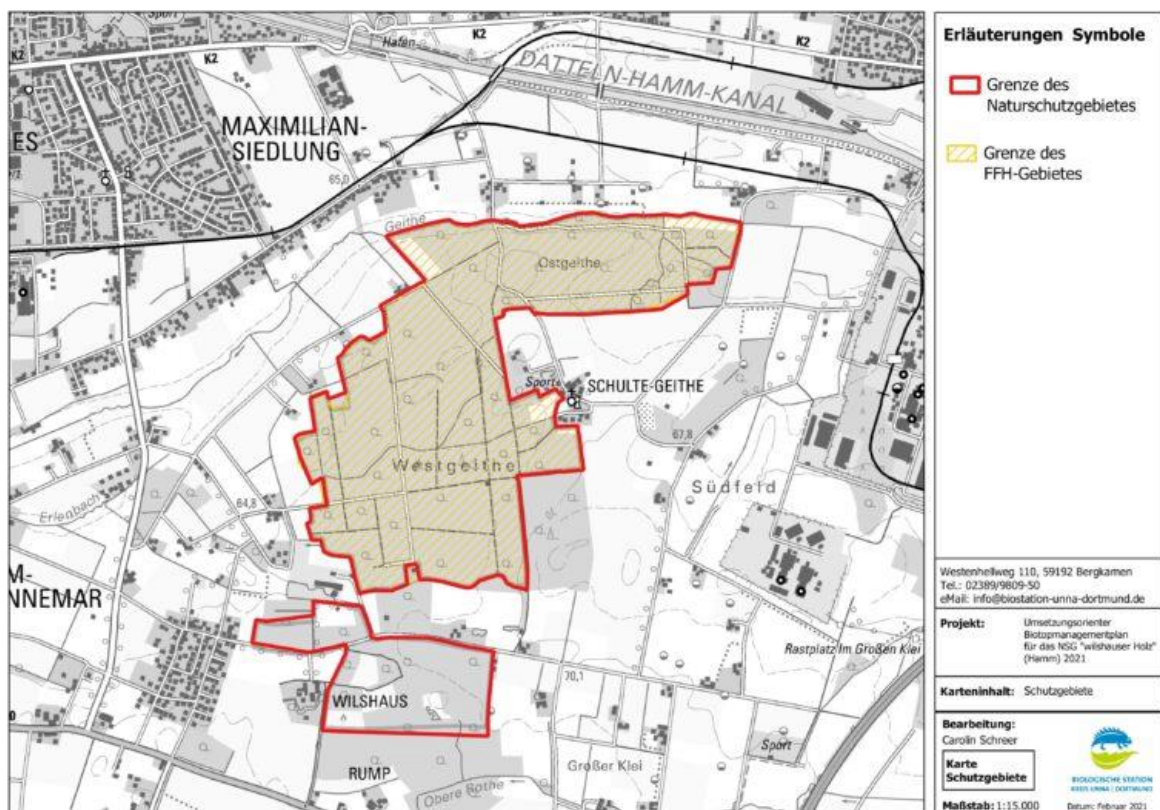 Sport
Hafen
K2
K2
K2
DATTELN-HAMM-KANAL
ES
MAXIMILIAN-
SIEDLUNG
65,0
Geithe
Ostgeithe
Sport
SCHULTE-GEITHE
67,8
Westgeithe
Südfeld
64,8
Erlenbach
M-
NNEMAR
Rastplatz Im Großen Klei
70,1
WILSHAUS
Sport
RUMP
Großer Klei
Obere Bothe
Erläuterungen Symbole
Grenze des
Naturschutzgebietes
Grenze des
FFH-Gebietes
Westenhellweg 110, 59192 Bergkamen
Tel.: 02389/9809-50
eMail: info@biostation-unna-dortmund.de
Projekt: Umsetzungsorienter
Biotopmanagementplan
für das NSG "wilshauser Holz"
(Hamm) 2021
Karteninhalt: Schutzgebiete
Bearbeitung:
Carolin Schreer
Karte
Schutzgebiete
BIOLOGISCHE STATION
KREIS UNNA | DORTMUND
Maßstab: 1:15.000 Datum: Februar 2021